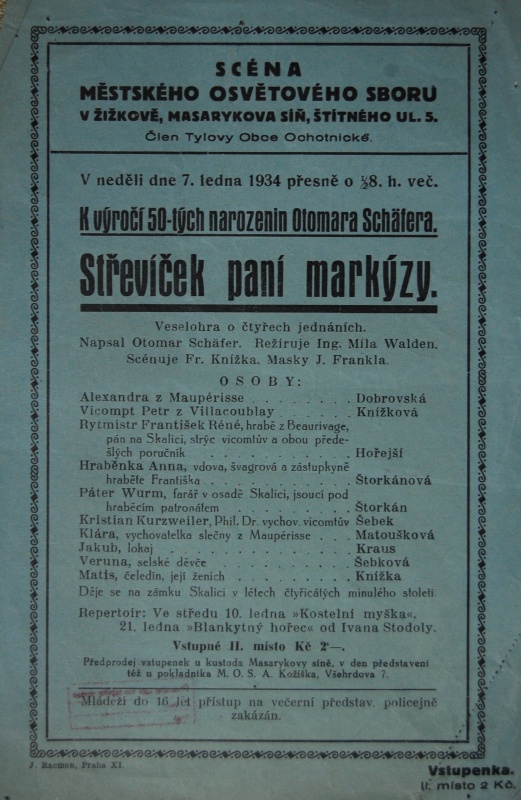 SCÉNA
MĚSTSKÉHO OSVĚTOVÉHO SBORU
V ŽIŽKOVĚ, MASARYKOVA SÍŇ, ŠTÍTNÉHO UL. 5.
Člen Tylovy Obce Ochotnické.
V neděli dne 7. ledna 1934 přesně o ½8. h. več.
K výročí 50-tých narozenin Otomara Schäfera.
Střevíček paní markýzy.
Veselohra o čtyřech jednáních.
Napsal Otomar Schäfer. Režíruje Ing. Míla Walden.
Scénuje Fr. Knížka. Masky J. Frankla.
OSOBY:
Alexandra z Maupérisse . . . . . . . Dobrovská
Vicompt Petr z Villacoublay . . . . . Knížková
Rytmistr František Réné, hrabě z Beaurivage,
pán na Skalici, strýc vicomtův a obou přede-
šlých poručník . . . . . . . . . Hořejší
Hraběnka Anna, vdova, švagrová a zástupkyně
hraběte Františka . . . . . . . . Štorkánová
Páter Wurm, farář v osadě Skalici, jsoucí pod
hraběcím patronátem . . . . . . . Štorkán
Kristian Kurzweiler, Phil. Dr. vychov. vicomtův Šebek
Klára, vychovatelka slečny z Maupérisse . . . Matoušková
Jakub, lokaj . . . . . . . . . . . Kraus
Veruna, selské děvče . . . . . . . . Šebková
Matis, čeledín, její ženich . . . . . . . Knížka
Děje se na zámku Skalici v létech čtyřicátých minulého století.
Repertoir: Ve středu 10. ledna »Kostelní myška«.
21. ledna »Blankytný hořec« od Ivana Stodoly.
Vstupné II. místo Kč 2·—.
Předprodej vstupenek u kustoda Masarykovy síně, v den představení
též u pokladníka M. O. S. A. Kožíška, Všehrdova 7.
Mládeži do 16 let přístup na večerní představ. policejně
zakázán.
J. Racman, Praha XI.
Vstupenka.
II. místo 2 Kč.